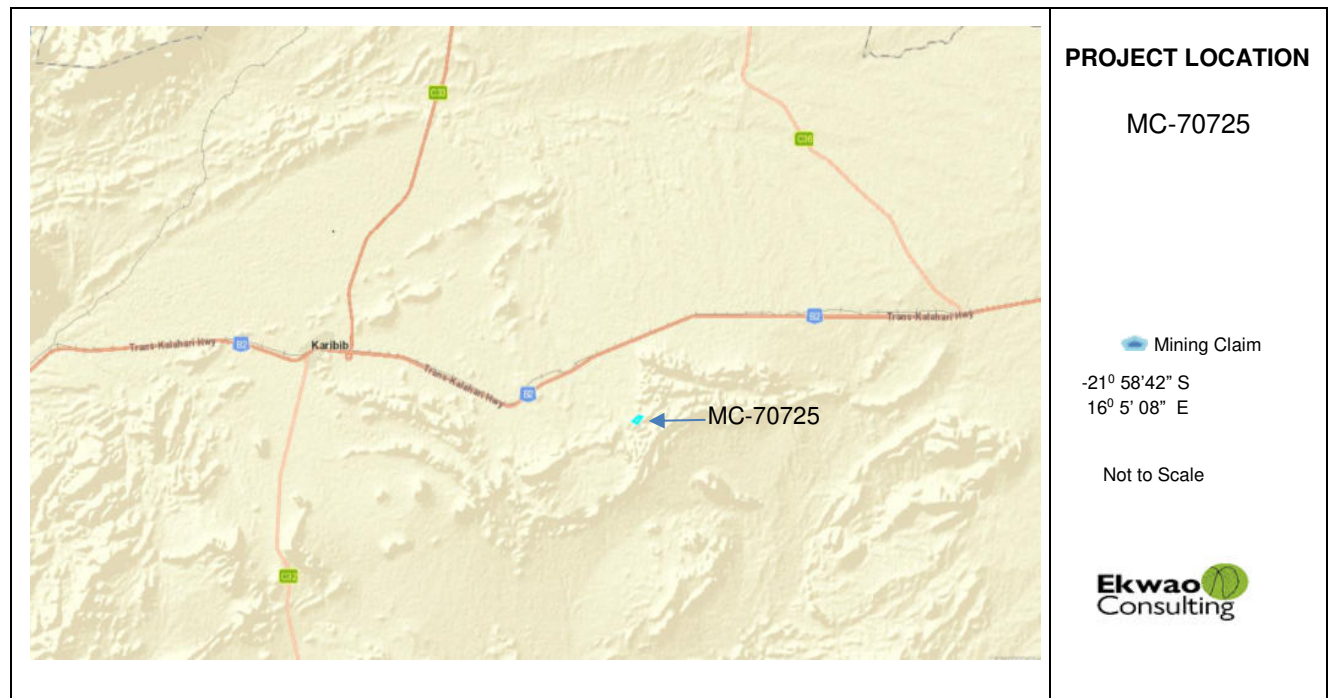 PROJECT LOCATION
MC-70725
C33
C36
B2
Trans-Kalahari Hwy
Trans-Kalahari Hwy
B2
Karibib
Trans-Kalahari Hwy
B2
MC-70725
C32
Mining Claim
-21⁰ 58’42” S
16⁰ 5’ 08” E
Not to Scale
Ekwao
Consulting